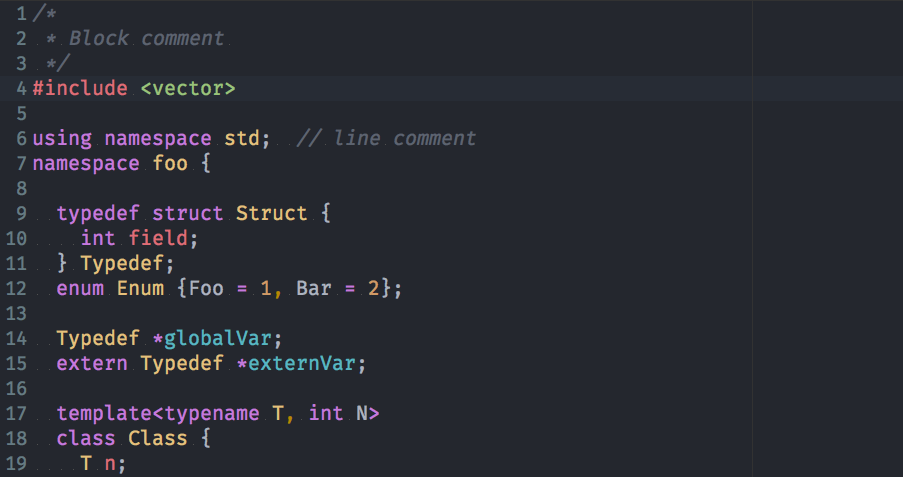 1 /*
2  * Block comment
3  */
4 #include <vector>
5
6 using namespace std;  // line comment
7 namespace foo {
8
9   typedef struct Struct {
10     int field;
11   } Typedef;
12   enum Enum {Foo = 1, Bar = 2};
13
14   Typedef *globalVar;
15   extern Typedef *externVar;
16
17   template<typename T, int N>
18   class Class {
19     T n;